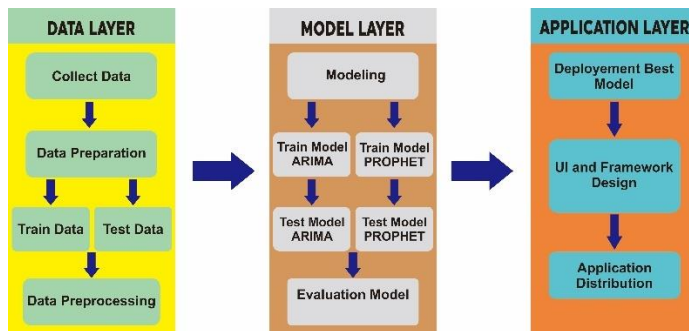 DATA LAYER
Collect Data
Data Preparation
Train Data
Test Data
Data Preprocessing
MODEL LAYER
Modeling
Train Model
ARIMA
Train Model
PROPHET
Test Model
ARIMA
Test Model
PROPHET
Evaluation Model
APPLICATION LAYER
Deployement Best
Model
UI and Framework
Design
Application
Distribution